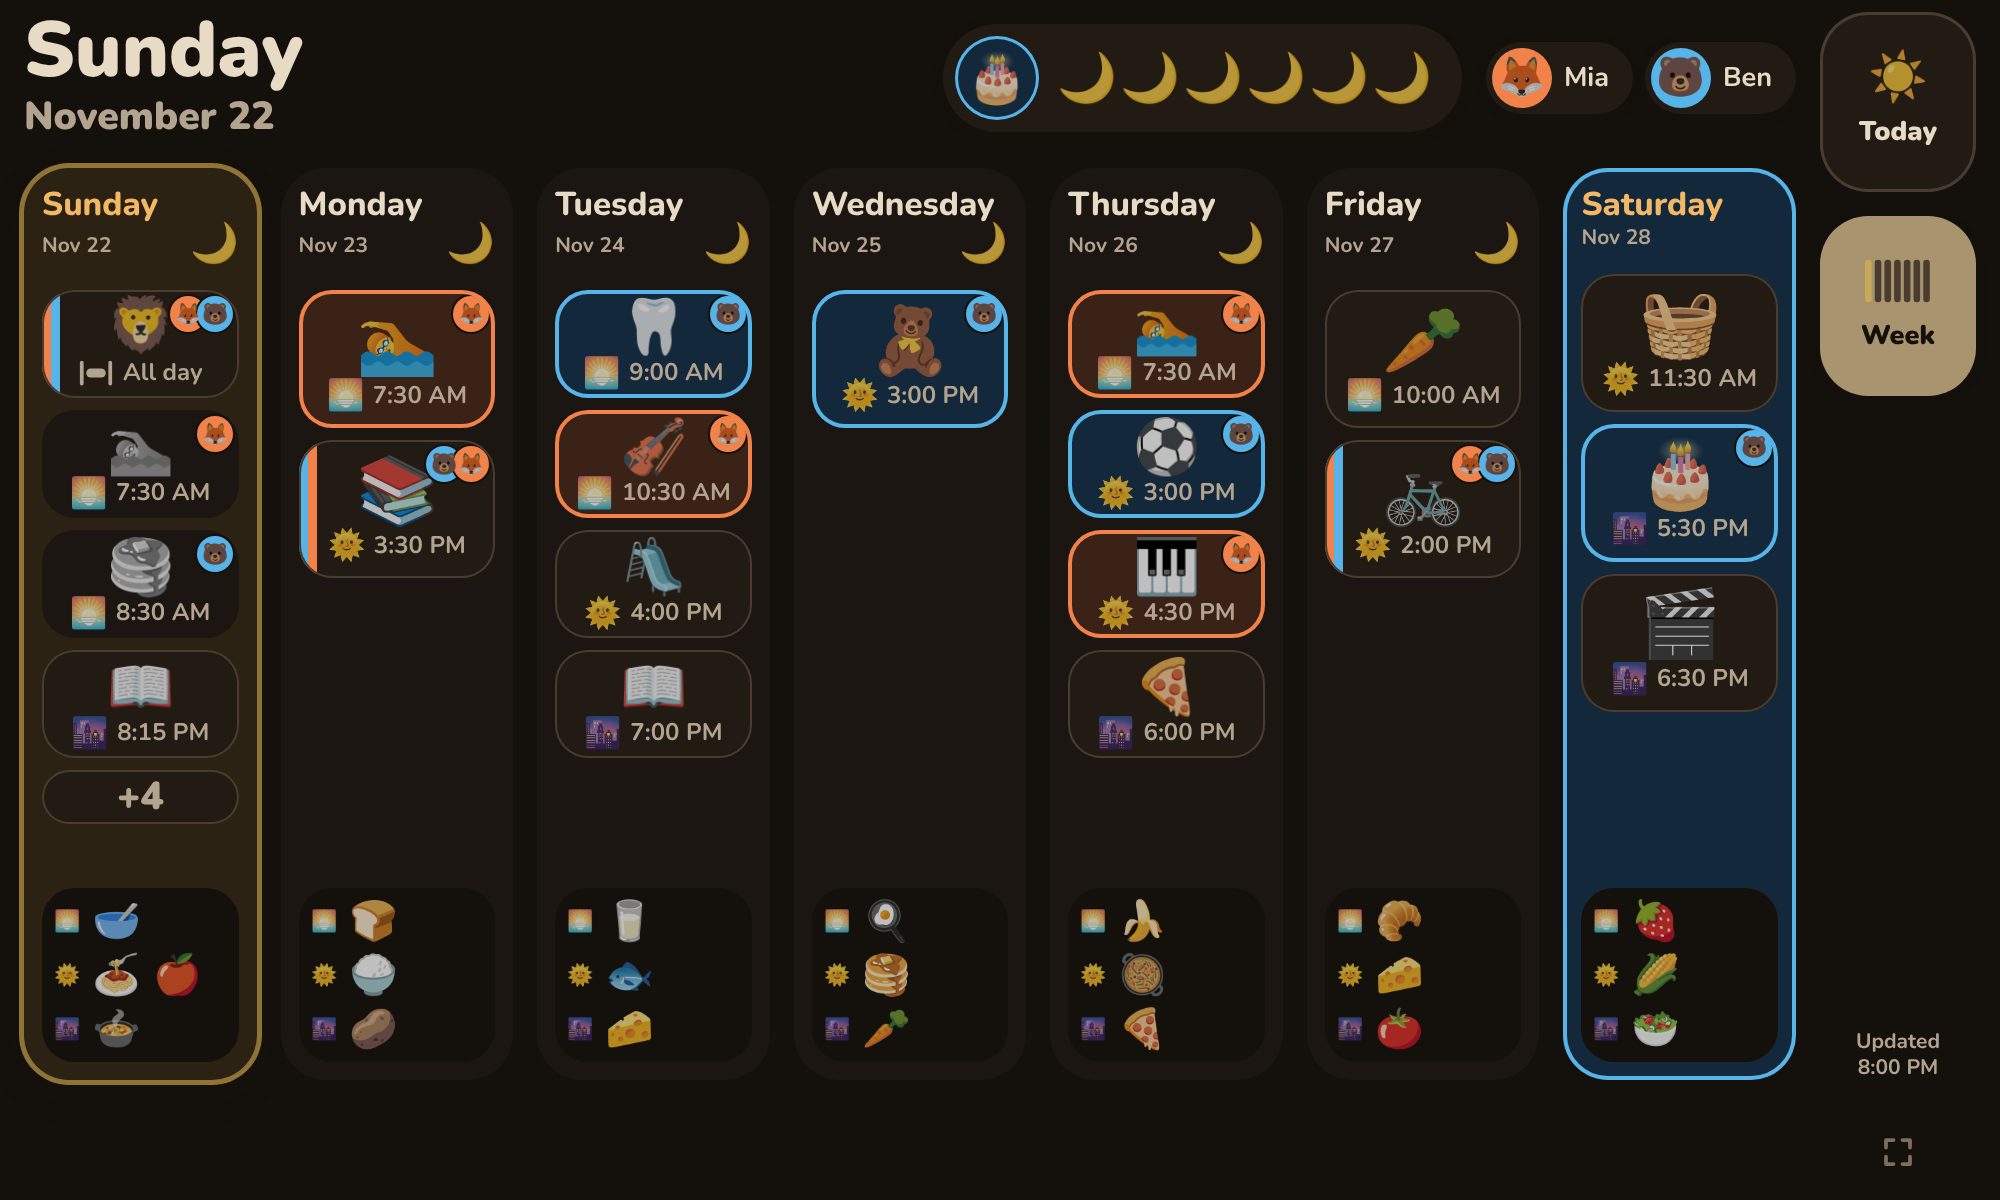 Sunday
November 22
Mia
Ben
Today
Week
Sunday
Nov 22
All day
7:30 AM
8:30 AM
8:15 PM
+4
Monday
Nov 23
7:30 AM
3:30 PM
Tuesday
Nov 24
9:00 AM
10:30 AM
4:00 PM
7:00 PM
Wednesday
Nov 25
3:00 PM
Thursday
Nov 26
7:30 AM
3:00 PM
4:30 PM
6:00 PM
Friday
Nov 27
10:00 AM
2:00 PM
Saturday
Nov 28
11:30 AM
5:30 PM
6:30 PM
Updated
8:00 PM